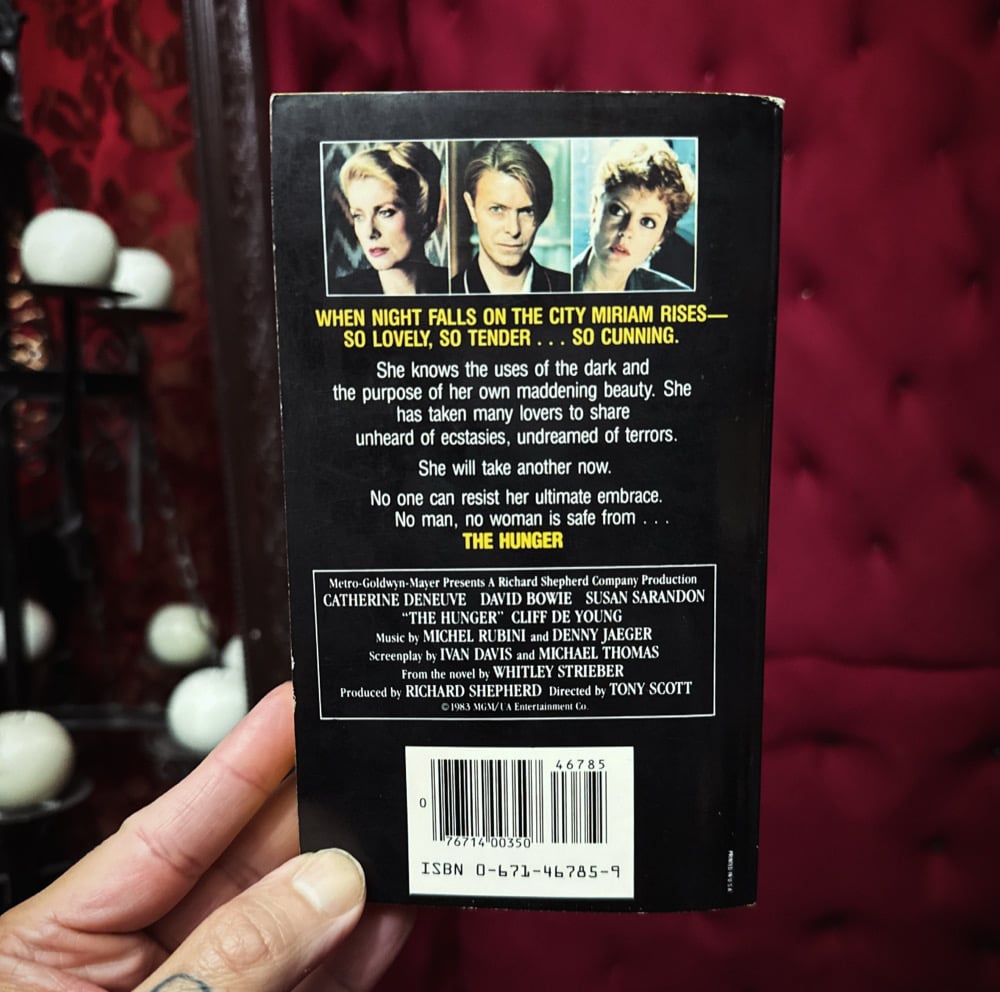 WHEN NIGHT FALLS ON THE CITY MIRIAM RISES—
SO LOVELY, SO TENDER . . . SO CUNNING.
She knows the uses of the dark and
the purpose of her own maddening beauty. She
has taken many lovers to share
unheard of ecstasies, undreamed of terrors.
She will take another now.
No one can resist her ultimate embrace.
No man, no woman is safe from . . .
THE HUNGER
Metro-Goldwyn-Mayer Presents A Richard Shepherd Company Production
CATHERINE DENEUVE DAVID BOWIE SUSAN SARANDON
“THE HUNGER” CLIFF DE YOUNG
Music by MICHEL RUBINI and DENNY JAEGER
Screenplay by IVAN DAVIS and MICHAEL THOMAS
From the novel by WHITLEY STRIEBER
Produced by RICHARD SHEPHERD Directed by TONY SCOTT
©1983 MGM/UA Entertainment Co.
46785
0 76714 00350
ISBN 0-671-46785-9
PRINTED IN U.S.A.